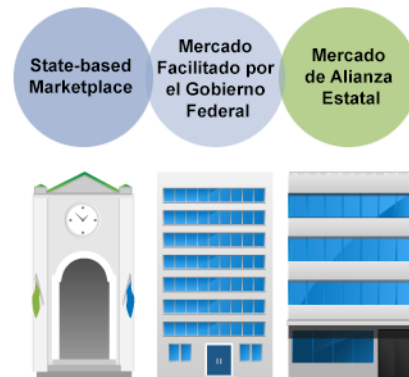 State-based
Marketplace
Mercado
Facilitado por
el Gobierno
Federal
Mercado
de Alianza
Estatal